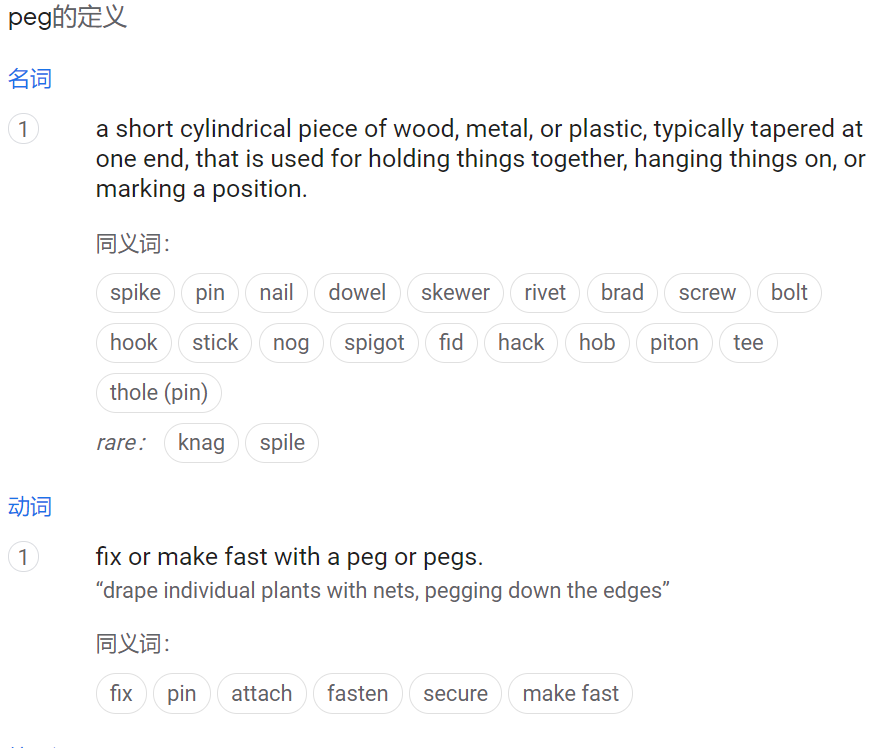 peg的定义
名词
1
a short cylindrical piece of wood, metal, or plastic, typically tapered at
one end, that is used for holding things together, hanging things on, or
marking a position.
同义词：
spike pin nail dowel skewer rivet brad screw bolt
hook stick nog spigot fid hack hob piton tee
thole (pin)
rare： knag spile
动词
1
fix or make fast with a peg or pegs.
“drape individual plants with nets, pegging down the edges”
同义词：
fix pin attach fasten secure make fast